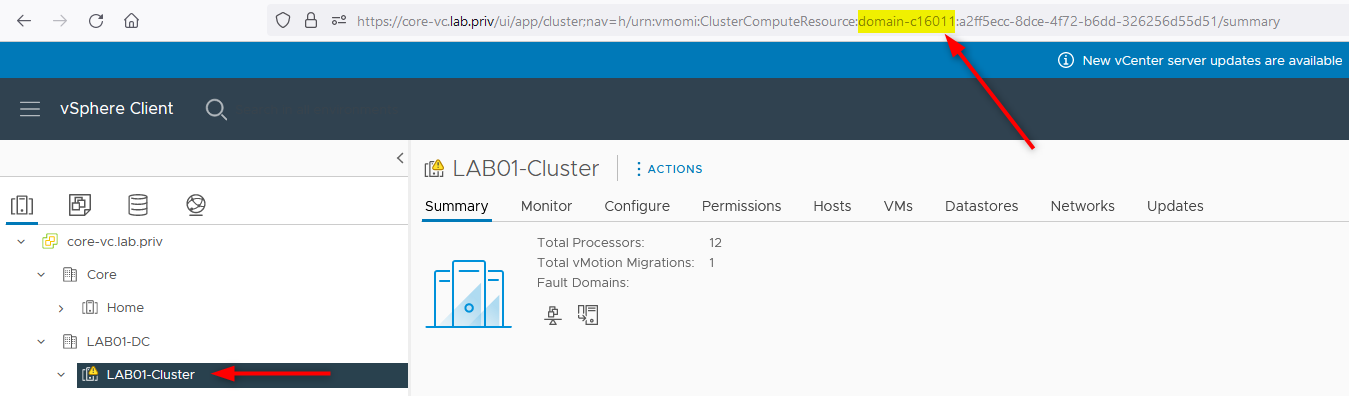 https://core-vc.lab.priv/ui/app/cluster;nav=h/urn:vmomi:ClusterComputeResource:domain-c16011:a2ff5ecc-8dce-4f72-b6dd-326256d55d51/summary
New vCenter server updates are available
vSphere Client
LAB01-Cluster
ACTIONS
Summary Monitor Configure Permissions Hosts VMs Datastores Networks Updates
core-vc.lab.priv
Core
Home
LAB01-DC
LAB01-Cluster
Total Processors: 12
Total vMotion Migrations: 1
Fault Domains: